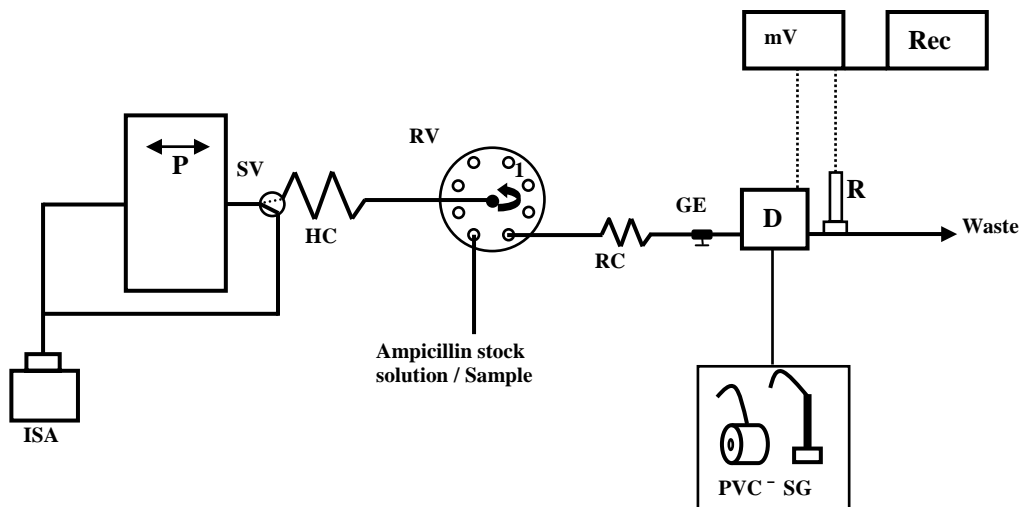 mV
Rec
P
SV
HC
RV
1
RC
GE
D
R
Waste
Ampicillin stock
solution / Sample
ISA
PVC - SG